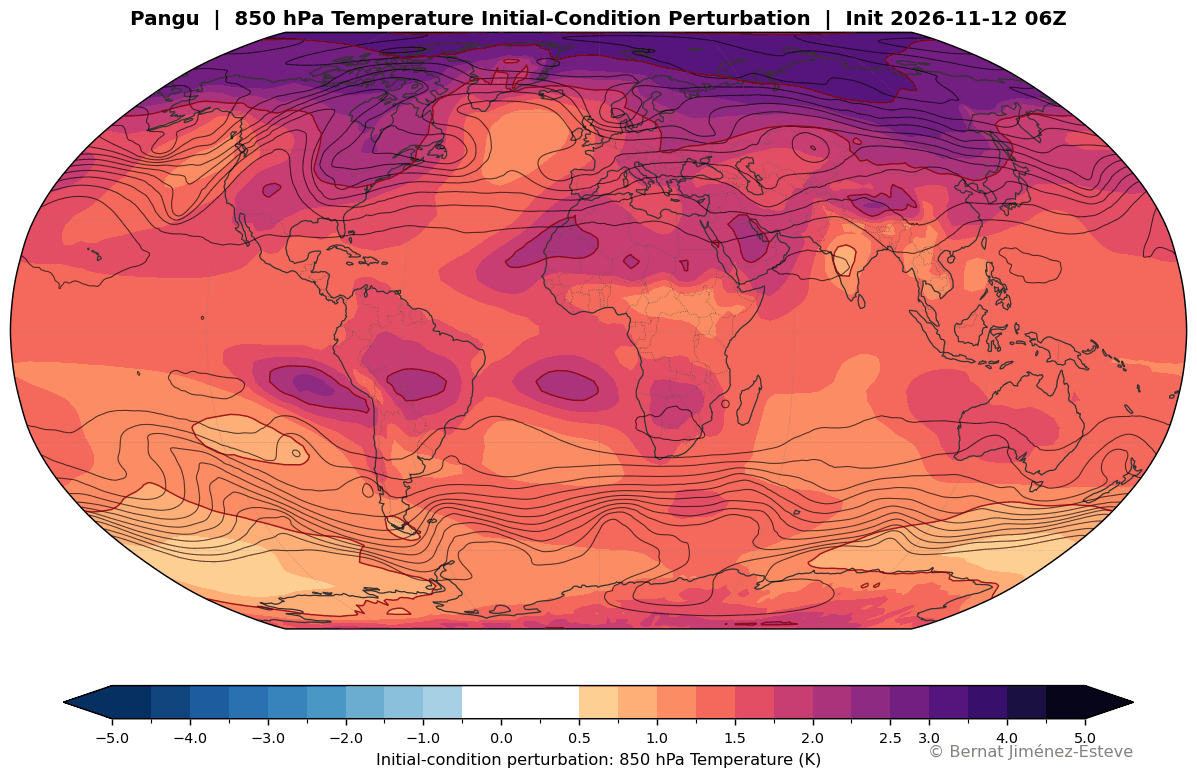 Pangu | 850 hPa Temperature Initial-Condition Perturbation | Init 2026-11-12 06Z
−5.0 −4.0 −3.0 −2.0 −1.0 0.0 0.5 1.0 1.5 2.0 2.5 3.0 4.0 5.0
© Bernat Jiménez-Esteve
Initial-condition perturbation: 850 hPa Temperature (K)